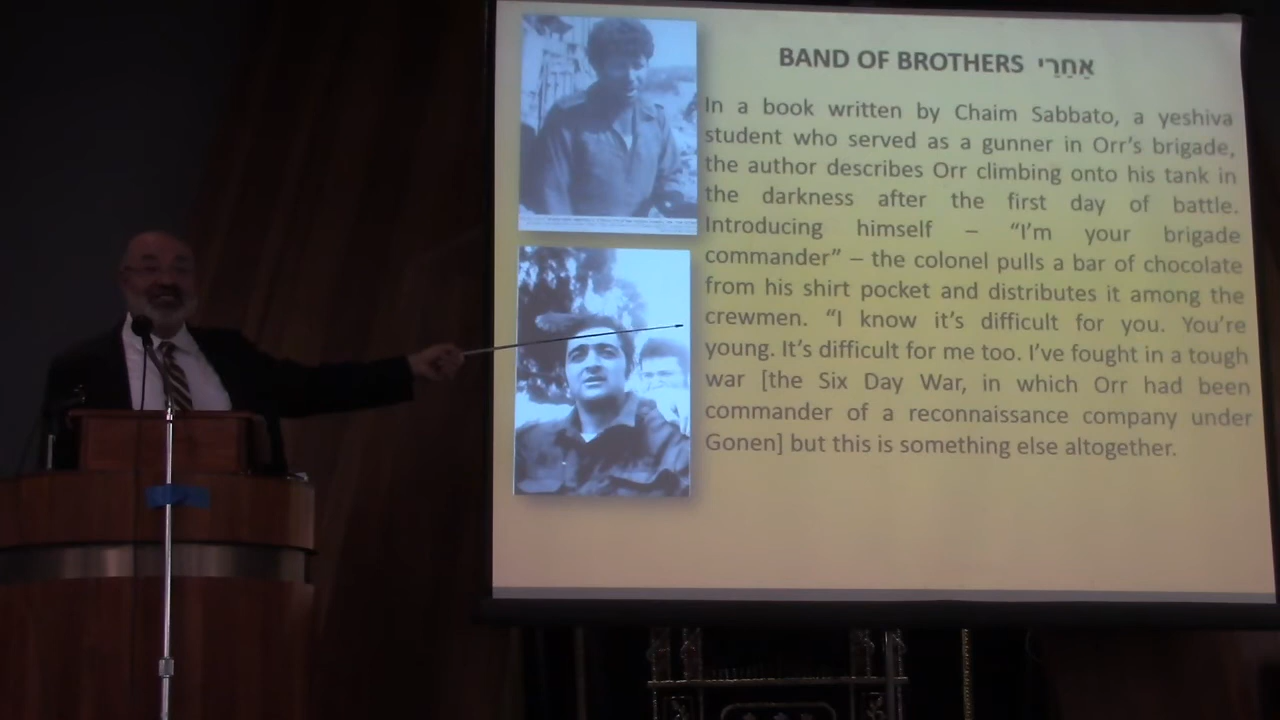 BAND OF BROTHERS אַחֲרַי
In a book written by Chaim Sabbato, a yeshiva
student who served as a gunner in Orr’s brigade,
the author describes Orr climbing onto his tank in
the darkness after the first day of battle.
Introducing himself – “I’m your brigade
commander” – the colonel pulls a bar of chocolate
from his shirt pocket and distributes it among the
crewmen. “I know it’s difficult for you. You’re
young. It’s difficult for me too. I’ve fought in a tough
war [the Six Day War, in which Orr had been
commander of a reconnaissance company under
Gonen] but this is something else altogether.